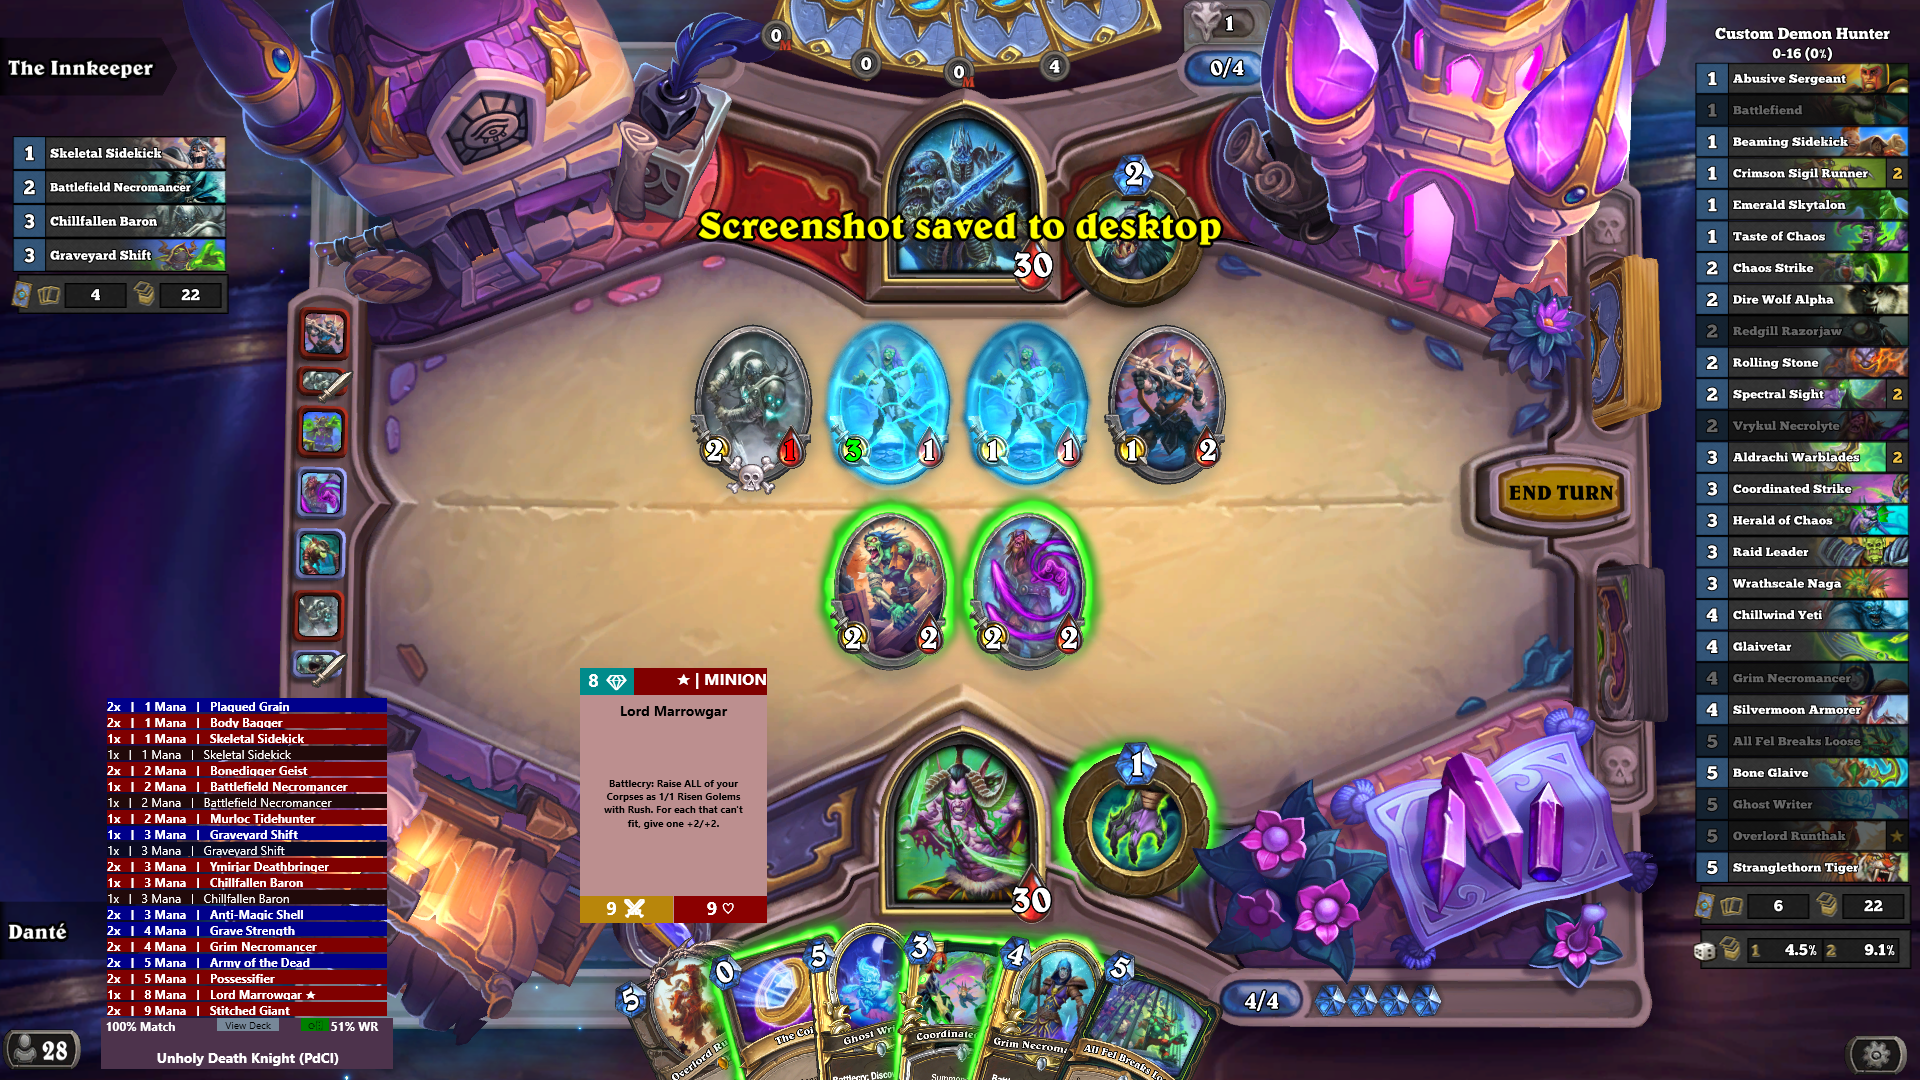 The Innkeeper
1 Skeletal Sidekick
2 Battlefield Necromancer
3 Chillfallen Baron
3 Graveyard Shift
4 22
0 0 0 4
1
0/4
2
30
Screenshot saved to desktop
2 1 3 1 1 1 1 2
END TURN
2 2 2 2
Custom Demon Hunter
0-16 (0%)
1 Abusive Sergeant
1 Battlefiend
1 Beaming Sidekick
1 Crimson Sigil Runner 2
1 Emerald Skytalon
1 Taste of Chaos
2 Chaos Strike
2 Dire Wolf Alpha
2 Redgill Razorjaw
2 Rolling Stone
2 Spectral Sight 2
2 Vrykul Necrolyte
3 Aldrachi Warblades 2
3 Coordinated Strike
3 Herald of Chaos
3 Raid Leader
3 Wrathscale Naga
4 Chillwind Yeti
4 Glaivetar
4 Grim Necromancer
4 Silvermoon Armorer
5 All Fel Breaks Loose
5 Bone Glaive
5 Ghost Writer
5 Overlord Runthak
5 Stranglethorn Tiger
6 22
1 4.5% 2 9.1%
2x | 1 Mana | Plagued Grain
2x | 1 Mana | Body Bagger
1x | 1 Mana | Skeletal Sidekick
1x | 1 Mana | Skeletal Sidekick
2x | 2 Mana | Bonedigger Geist
1x | 2 Mana | Battlefield Necromancer
1x | 2 Mana | Battlefield Necromancer
1x | 2 Mana | Murloc Tidehunter
1x | 3 Mana | Graveyard Shift
1x | 3 Mana | Graveyard Shift
2x | 3 Mana | Ymirjar Deathbringer
1x | 3 Mana | Chillfallen Baron
1x | 3 Mana | Chillfallen Baron
2x | 3 Mana | Anti-Magic Shell
2x | 4 Mana | Grave Strength
2x | 4 Mana | Grim Necromancer
2x | 5 Mana | Army of the Dead
2x | 5 Mana | Possessifier
1x | 8 Mana | Lord Marrowgar ★
2x | 9 Mana | Stitched Giant
100% Match View Deck 51% WR
Unholy Death Knight (PdCl)
Danté
28
8 ★ | MINION
Lord Marrowgar
Battlecry: Raise ALL of your
Corpses as 1/1 Risen Golems
with Rush. For each that can't
fit, give one +2/+2.
9 9
1
30
5 0 5 3 4 5
Overlord Ru
The Coi
Ghost Wri
Coordinate
Grim Necrom
All Fel Breaks Lo
Battlecry: Disco
Summon
4/4